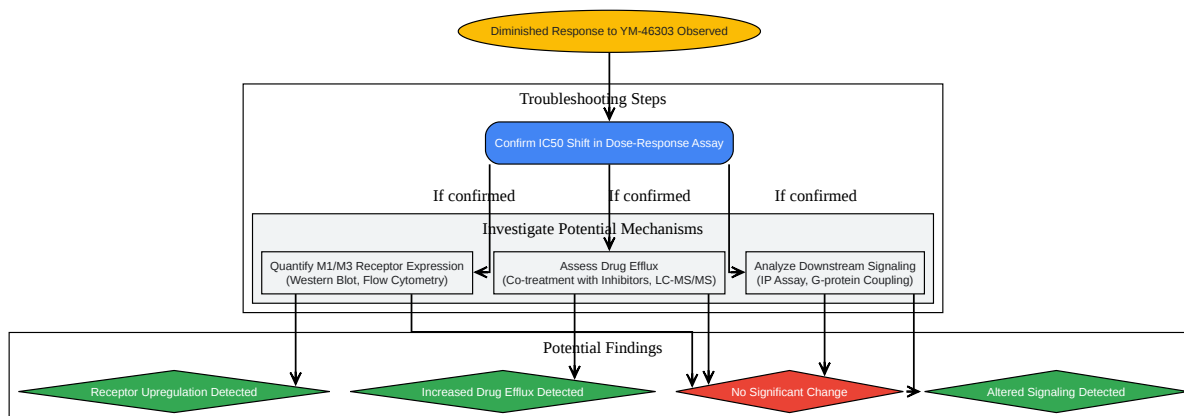 Diminished Response to YM-46303 Observed
Troubleshooting Steps
Confirm IC50 Shift in Dose-Response Assay
If confirmed
If confirmed
If confirmed
Investigate Potential Mechanisms
Quantify M1/M3 Receptor Expression
(Western Blot, Flow Cytometry)
Assess Drug Efflux
(Co-treatment with Inhibitors, LC-MS/MS)
Analyze Downstream Signaling
(IP Assay, G-protein Coupling)
Potential Findings
Receptor Upregulation Detected
Increased Drug Efflux Detected
No Significant Change
Altered Signaling Detected